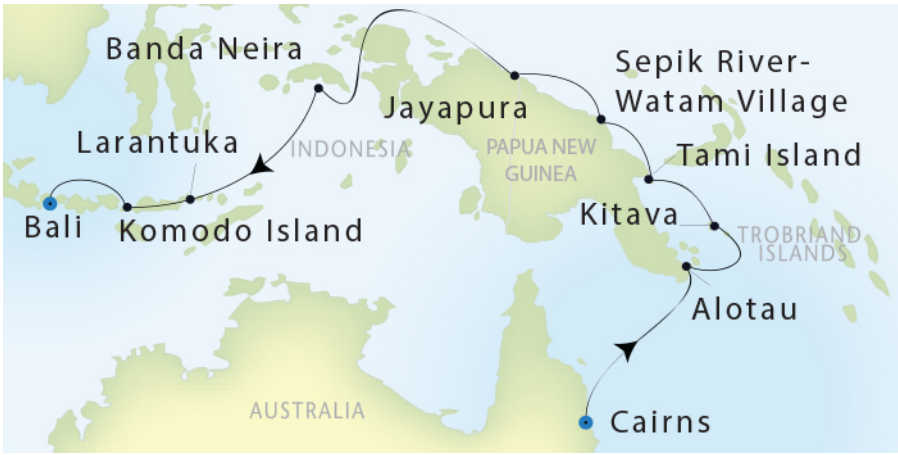 Banda Neira
Sepik River-
Watam Village
Jayapura
Larantuka
INDONESIA
PAPUA NEW
GUINEA
Tami Island
Kitava
Bali
Komodo Island
TROBRIAND
ISLANDS
Alotau
AUSTRALIA
Cairns